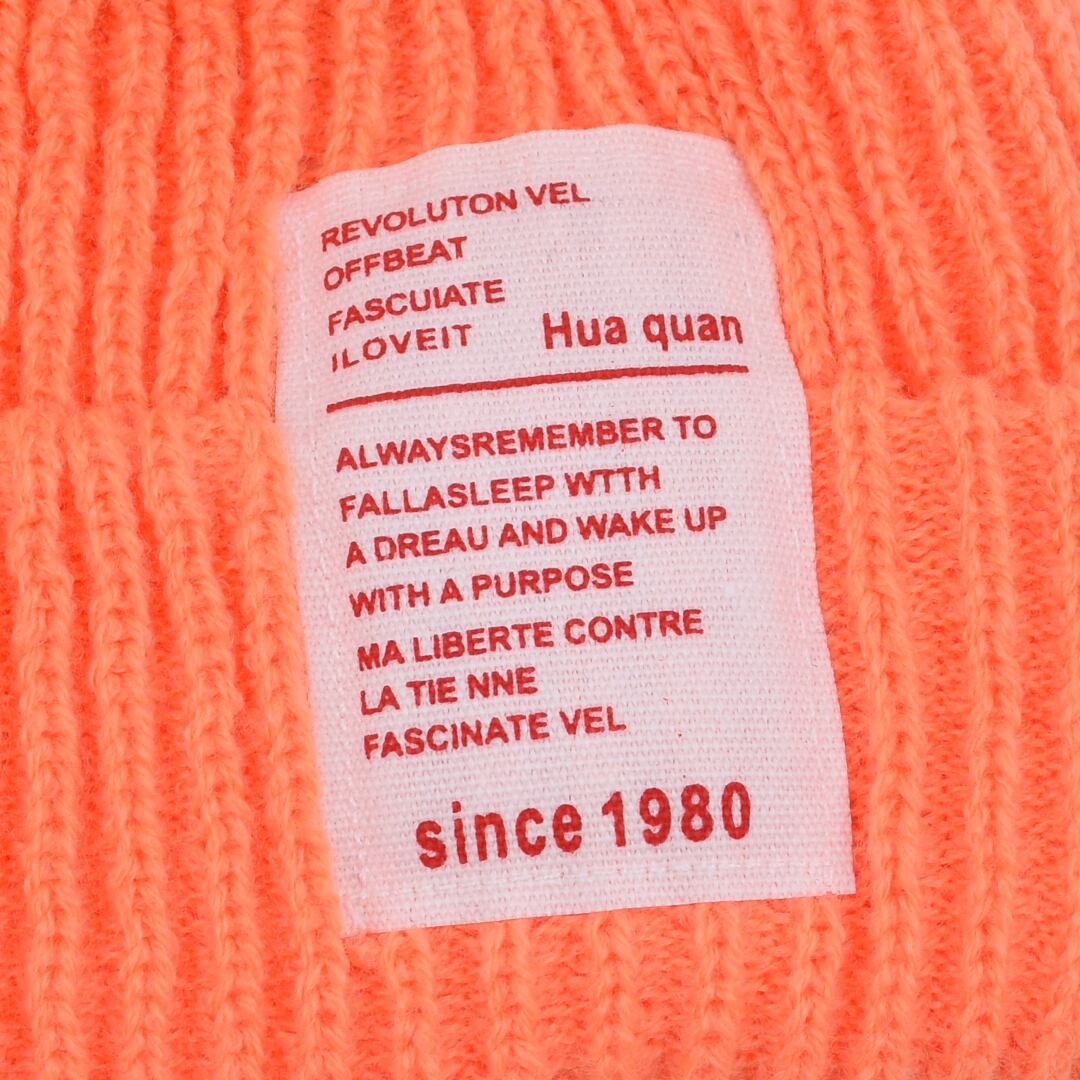 REVOLUTON VEL
OFFBEAT
FASCUIATE
ILOVEIT
Hua quan
ALWAYSREMEMBER TO
FALLASLEEP WTTH
A DREAU AND WAKE UP
WITH A PURPOSE
MA LIBERTE CONTRE
LA TIE NNE
FASCINATE VEL
since 1980